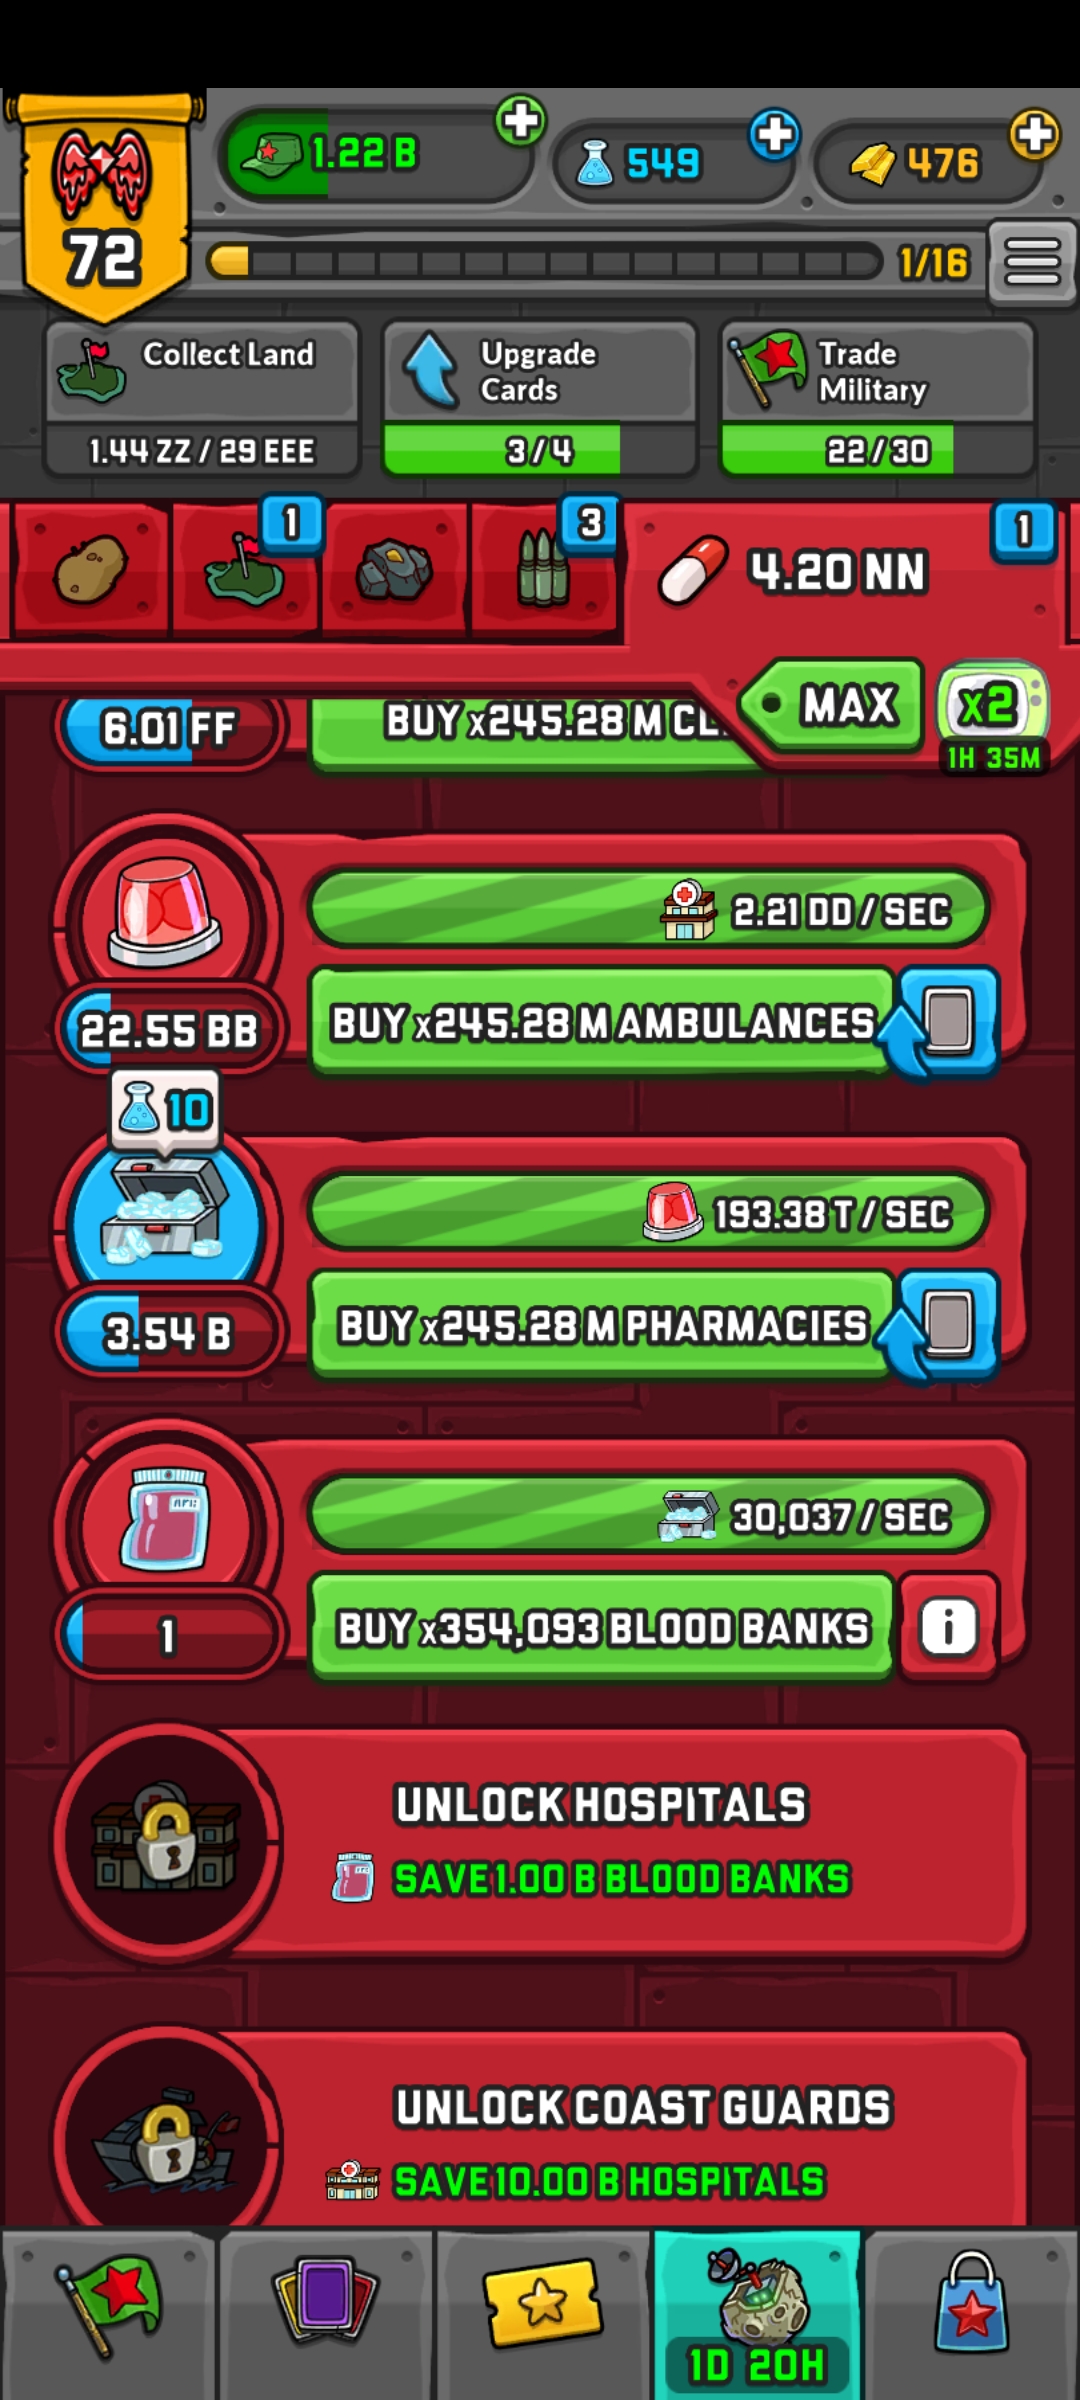 72
1.22 B
549
476
1/16
Collect Land
1.44 ZZ / 29 EEE
Upgrade
Cards
3/4
Trade
Military
22/30
1
3
4.20 NN
1
MAX
x2
1H 35M
6.01 FF
BUY x245.28 M CL.
2.21 DD / SEC
22.55 BB
BUY x245.28 M AMBULANCES
10
193.38 T / SEC
3.54 B
BUY x245.28 M PHARMACIES
30,037 / SEC
1
BUY x354,093 BLOOD BANKS
i
UNLOCK HOSPITALS
SAVE 1.00 B BLOOD BANKS
UNLOCK COAST GUARDS
SAVE 10.00 B HOSPITALS
1D 20H